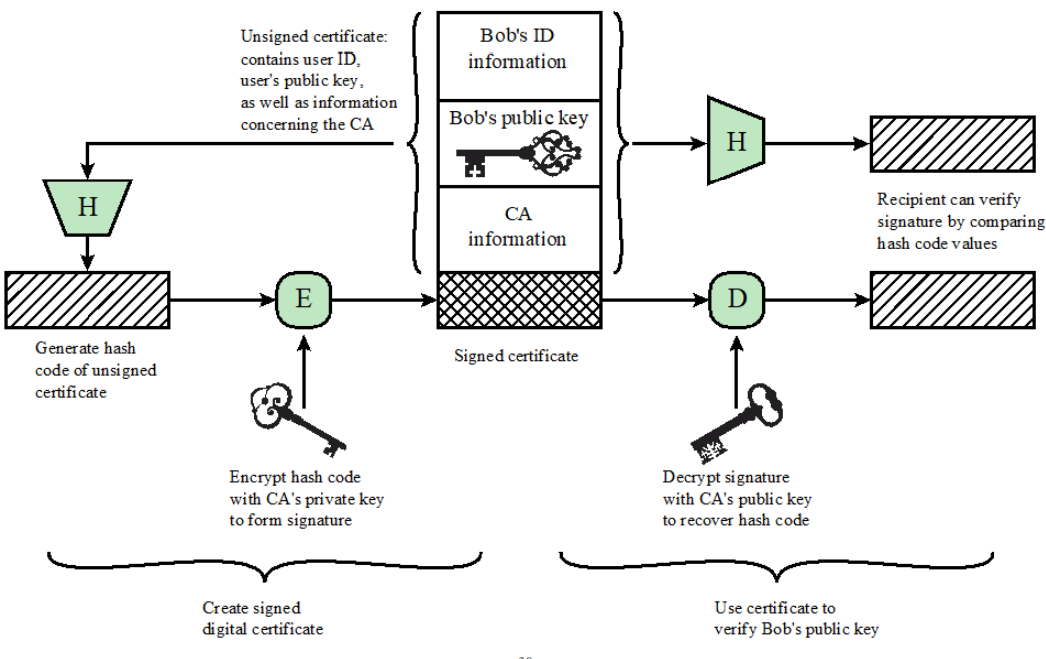 Unsigned certificate:
contains user ID,
user's public key,
as well as information
concerning the CA
Bob's ID
information
Bob's public key
CA
information
H
H
Recipient can verify
signature by comparing
hash code values
E
D
Generate hash
code of unsigned
certificate
Signed certificate
Encrypt hash code
with CA's private key
to form signature
Decrypt signature
with CA's public key
to recover hash code
Create signed
digital certificate
Use certificate to
verify Bob's public key